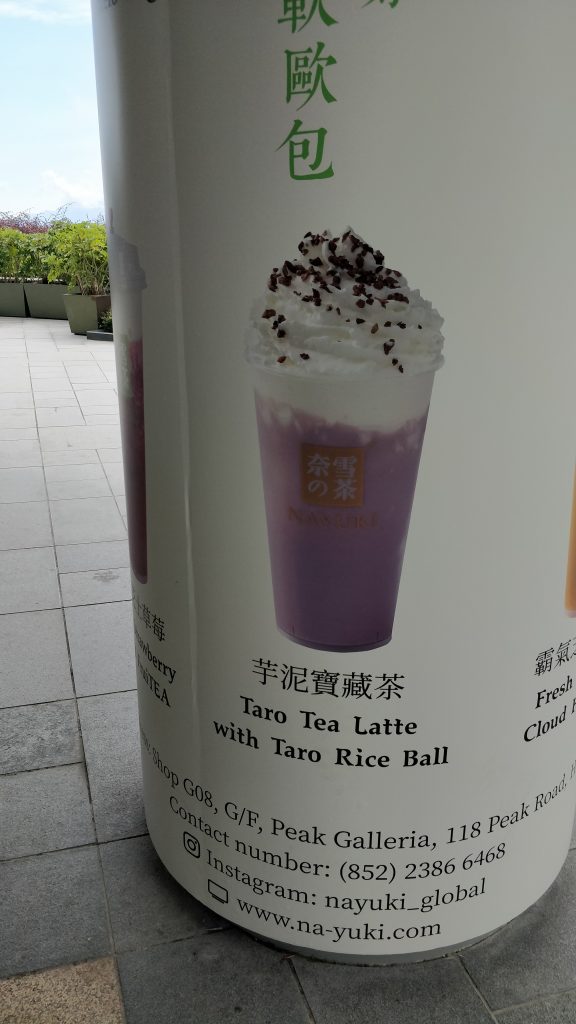 軟歐包
奈雪
の茶
NAYUKI
芋泥寶藏茶
Taro Tea Latte
with Taro Rice Ball
草莓
霸氣
Fresh
Cloud
shop G08, G/F, Peak Galleria, 118 Peak Road,
Contact number: (852) 2386 6468
Instagram: nayuki_global
www.na-yuki.com